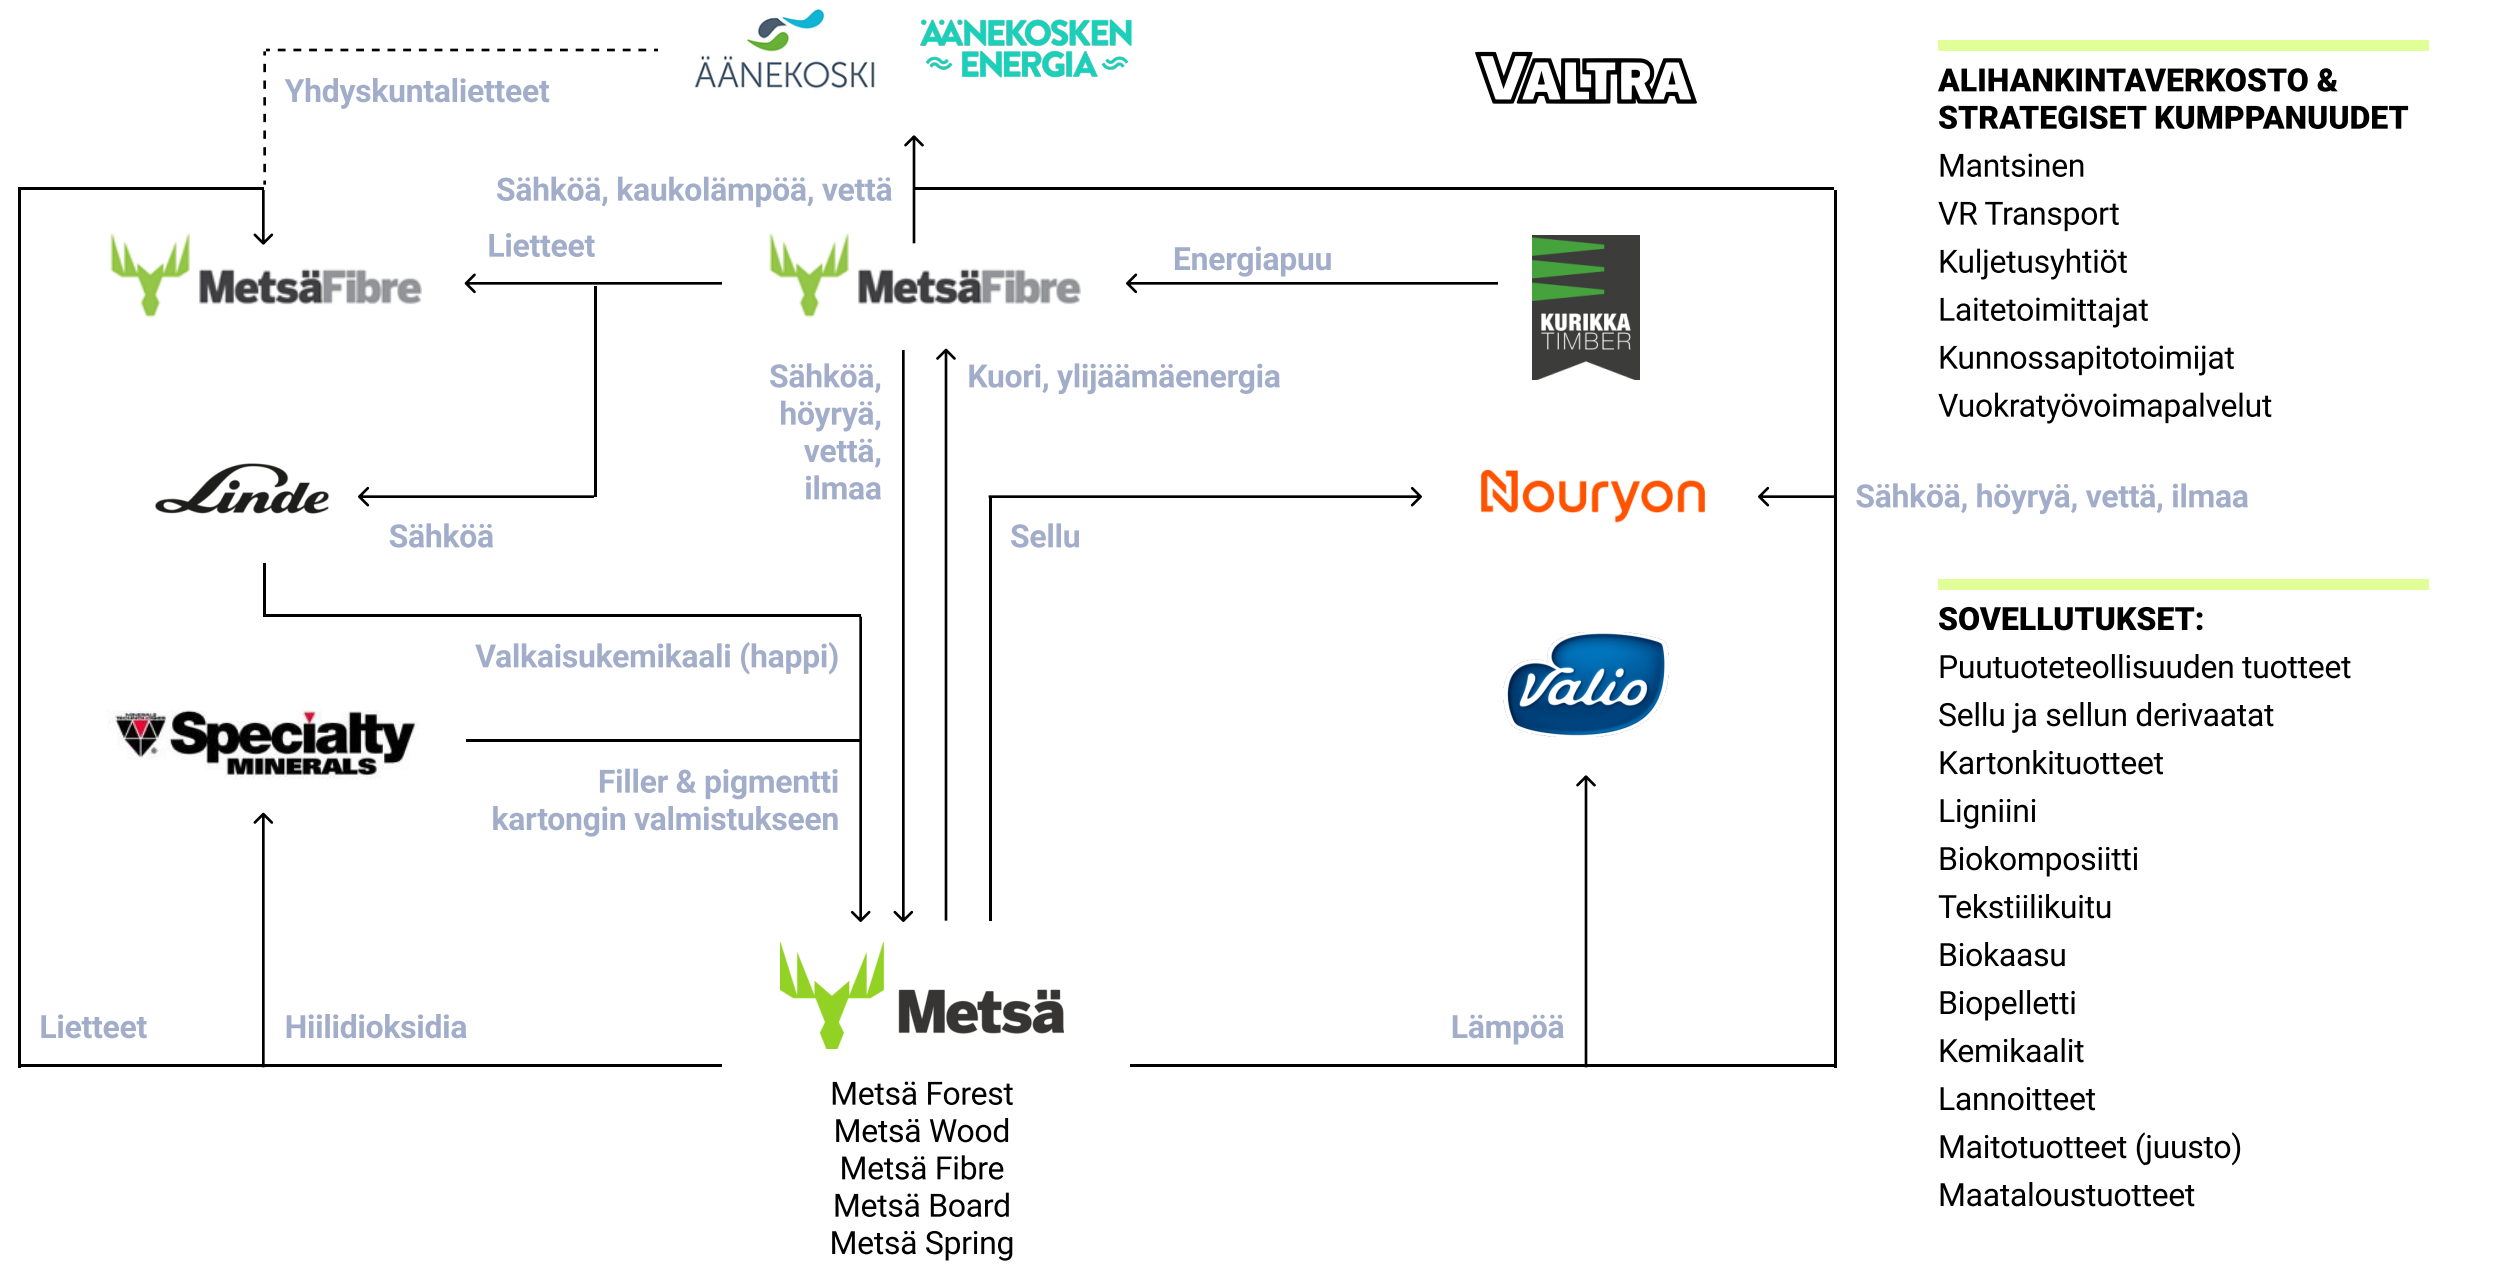 ÄÄNEKOSKI
ÄÄNEKOSKEN
ENERGIA
VALTRA
Yhdyskuntalietteet
Sähköä, kaukolämpöä, vettä
Lietteet
MetsäFibre
MetsäFibre
Energiapuu
KURIKKA
TIMBER
Sähköä,
höyryä,
vettä,
ilmaa
Kuori, ylijäämäenergia
Linde
Sähköä
Sellu
Nouryon
Sähköä, höyryä, vettä, ilmaa
Valkaisukemikaali (happi)
Valio
MINERALS
TECHNOLOGIES
Specialty
MINERALS
Filler & pigmentti
kartongin valmistukseen
Lietteet
Hiilidioksidia
Metsä
Lämpöä
Metsä Forest
Metsä Wood
Metsä Fibre
Metsä Board
Metsä Spring
ALIHANKINTAVERKOSTO &
STRATEGISET KUMPPANUUDET
Mantsinen
VR Transport
Kuljetusyhtiöt
Laitetoimittajat
Kunnossapitotoimijat
Vuokratyövoimapalvelut
SOVELLUTUKSET:
Puutuoteteollisuuden tuotteet
Sellu ja sellun derivaatat
Kartonkituotteet
Ligniini
Biokomposiitti
Tekstiilikuitu
Biokaasu
Biopelletti
Kemikaalit
Lannoitteet
Maitotuotteet (juusto)
Maataloustuotteet